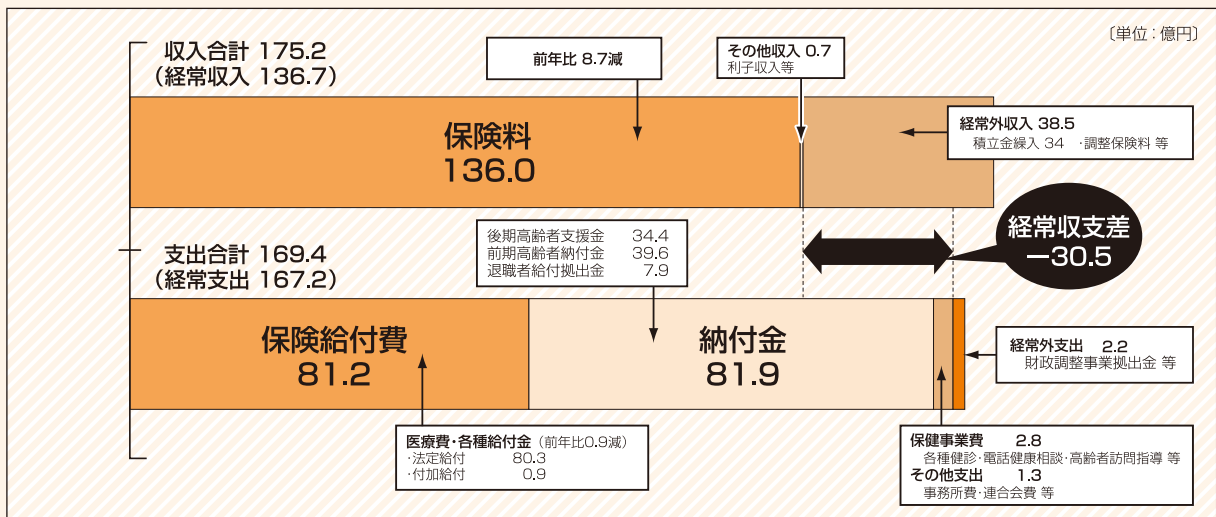 〔単位：億円〕
収入合計 175.2
（経常収入 136.7）
前年比 8.7減
その他収入 0.7
利子収入等
保険料
136.0
経常外収入 38.5
積立金繰入 34 ・調整保険料 等
経常収支差
－30.5
支出合計 169.4
（経常支出 167.2）
後期高齢者支援金 34.4
前期高齢者納付金 39.6
退職者給付拠出金 7.9
保険給付費
81.2
納付金
81.9
経常外支出 2.2
財政調整事業拠出金 等
医療費・各種給付金（前年比0.9減）
・法定給付 80.3
・付加給付 0.9
保健事業費 2.8
各種健診・電話健康相談・高齢者訪問指導 等
その他支出 1.3
事務所費・連合会費 等